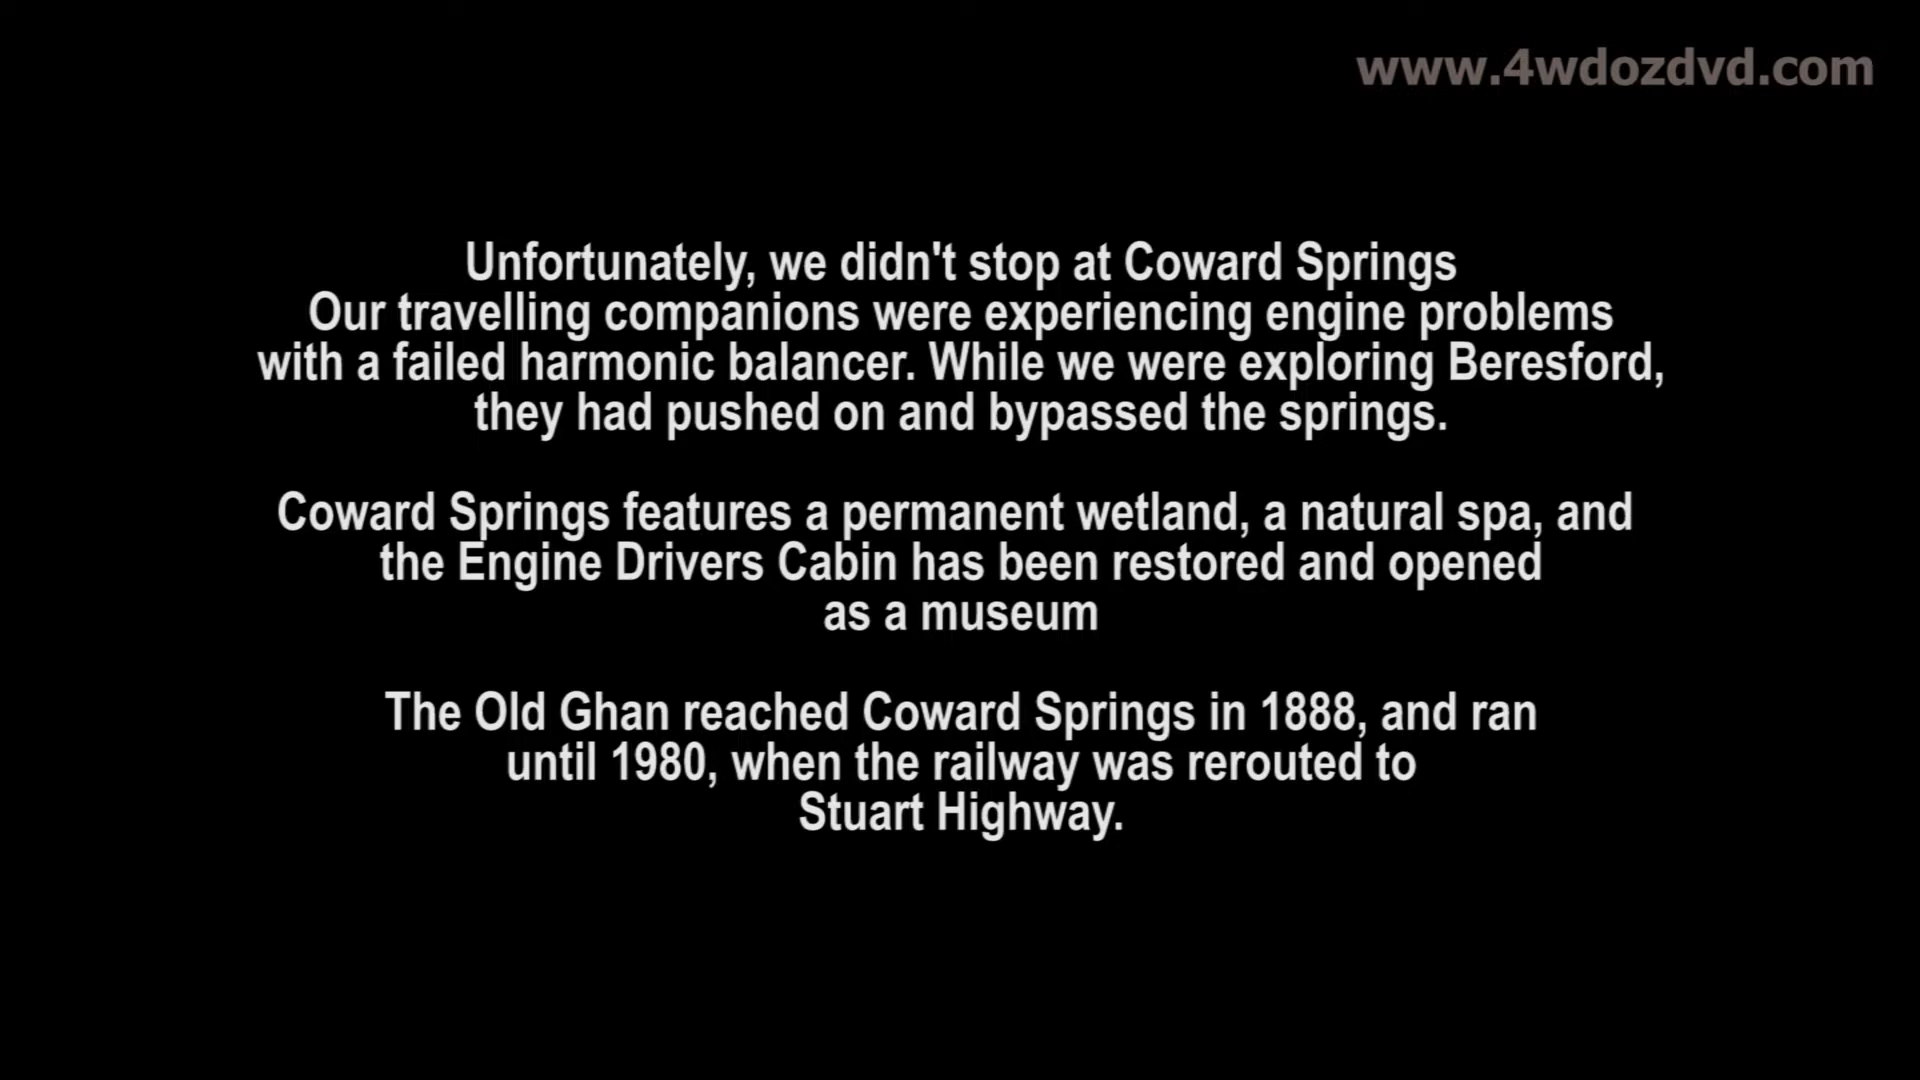 www.4wdozdvd.com
Unfortunately, we didn't stop at Coward Springs
Our travelling companions were experiencing engine problems
with a failed harmonic balancer. While we were exploring Beresford,
they had pushed on and bypassed the springs.
Coward Springs features a permanent wetland, a natural spa, and
the Engine Drivers Cabin has been restored and opened
as a museum
The Old Ghan reached Coward Springs in 1888, and ran
until 1980, when the railway was rerouted to
Stuart Highway.